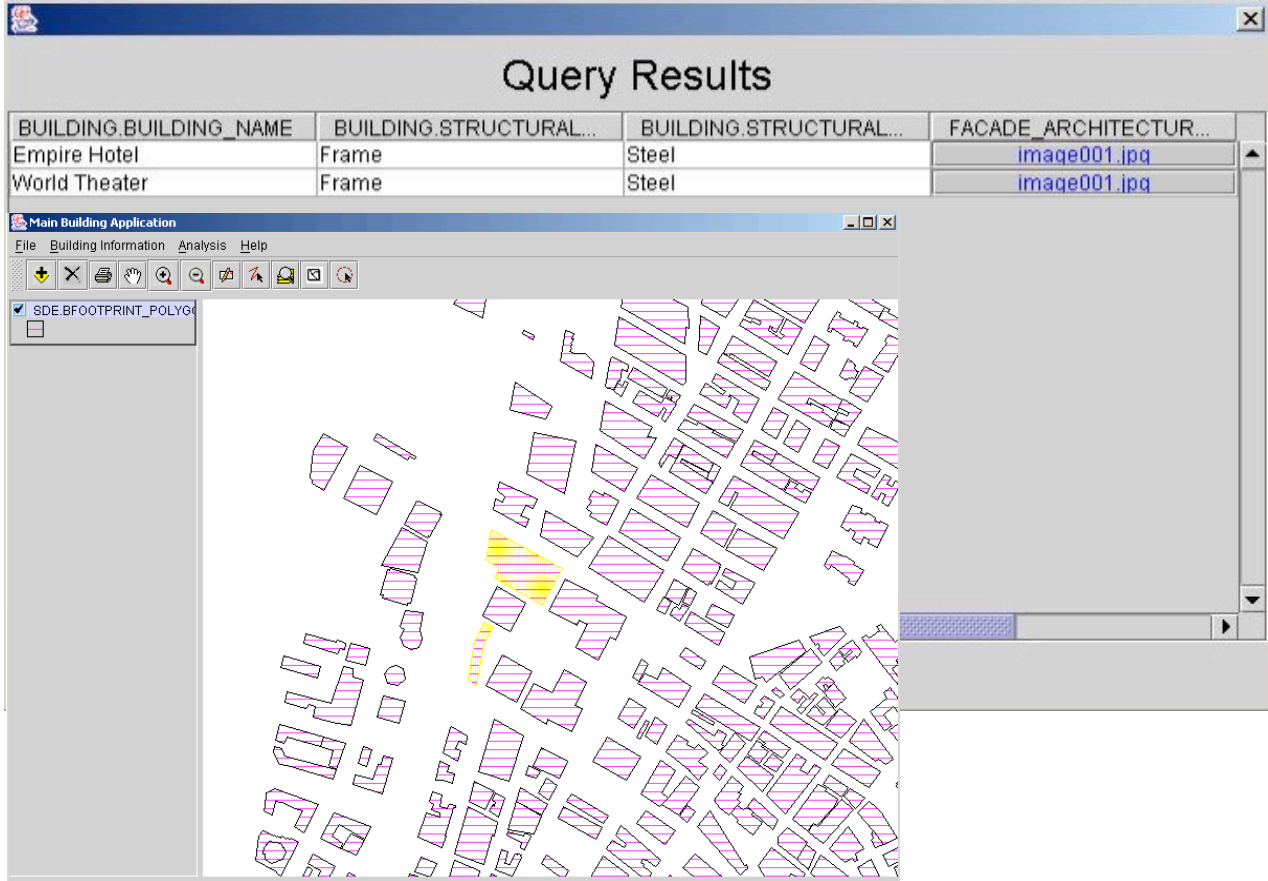 Query Results
BUILDING.BUILDING_NAME BUILDING.STRUCTURAL... BUILDING.STRUCTURAL... FACADE_ARCHITECTUR...
Empire Hotel Frame Steel image001.jpg
World Theater Frame Steel image001.jpg
Main Building Application
File Building Information Analysis Help
SDE.BFOOTPRINT_POLYG